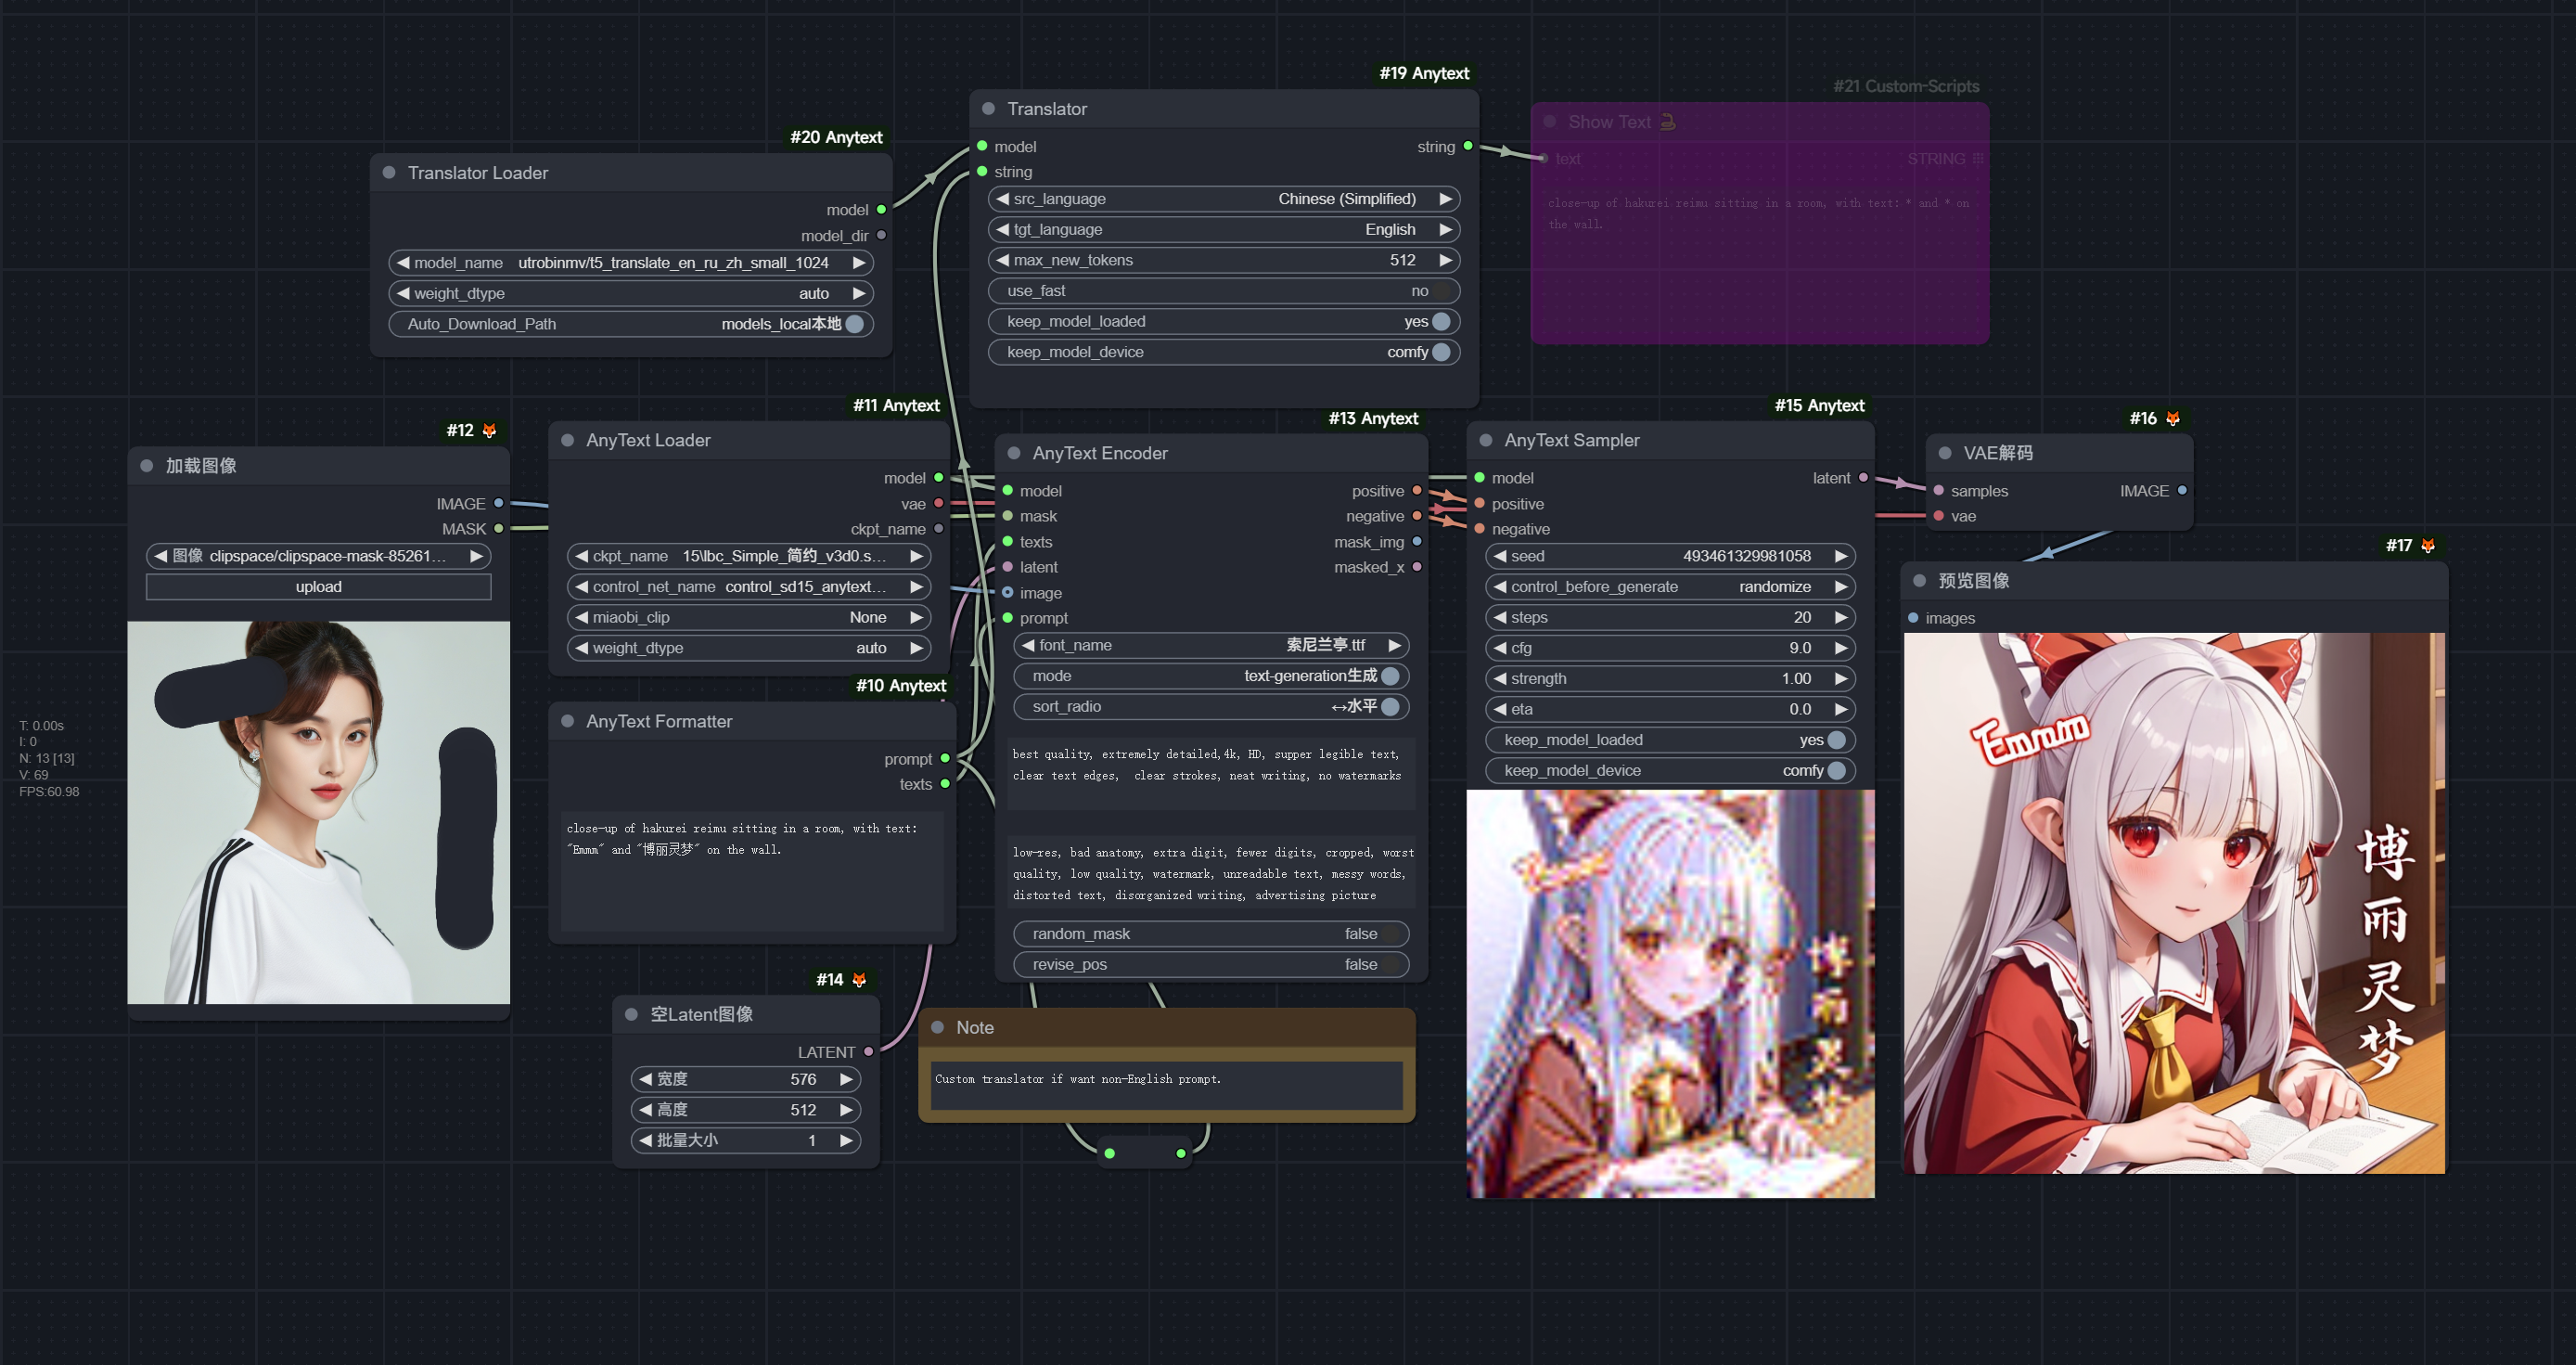 #19 Anytext
Translator
model
string
string
src_language Chinese (Simplified)
tgt_language English
max_new_tokens 512
use_fast no
keep_model_loaded yes
keep_model_device comfy
#21 Custom-Scripts
Show Text
text
STRING
close-up of hakurei reimu sitting in a room, with text: * and * on
the wall.
#20 Anytext
Translator Loader
model
model_dir
model_name utrobinmv/t5_translate_en_ru_zh_small_1024
weight_dtype auto
Auto_Download_Path models_local本地
#12
加载图像
IMAGE
MASK
图像 clipspace/clipspace-mask-85261...
upload
T: 0.00s
I: 0
N: 13 [13]
V: 69
FPS:60.98
#11 Anytext
AnyText Loader
model
vae
ckpt_name
ckpt_name 15\lbc_Simple_简约_v3d0.s...
control_net_name control_sd15_anytext...
miaobi_clip None
weight_dtype auto
#10 Anytext
AnyText Formatter
prompt
texts
close-up of hakurei reimu sitting in a room, with text:
"Emmm" and "博丽灵梦" on the wall.
#14
空Latent图像
LATENT
宽度 576
高度 512
批量大小 1
#13 Anytext
AnyText Encoder
model
mask
texts
latent
image
prompt
positive
negative
mask_img
masked_x
font_name 索尼兰亭.ttf
mode text-generation生成
sort_radio ↔水平
best quality, extremely detailed,4k, HD, supper legible text,
clear text edges, clear strokes, neat writing, no watermarks
low-res, bad anatomy, extra digit, fewer digits, cropped, worst
quality, low quality, watermark, unreadable text, messy words,
distorted text, disorganized writing, advertising picture
random_mask false
revise_pos false
Note
Custom translator if want non-English prompt.
#15 Anytext
AnyText Sampler
model
positive
negative
latent
seed 493461329981058
control_before_generate randomize
steps 20
cfg 9.0
strength 1.00
eta 0.0
keep_model_loaded yes
keep_model_device comfy
#16
VAE解码
samples
vae
IMAGE
#17
预览图像
images
Emmm
博雨灵梦